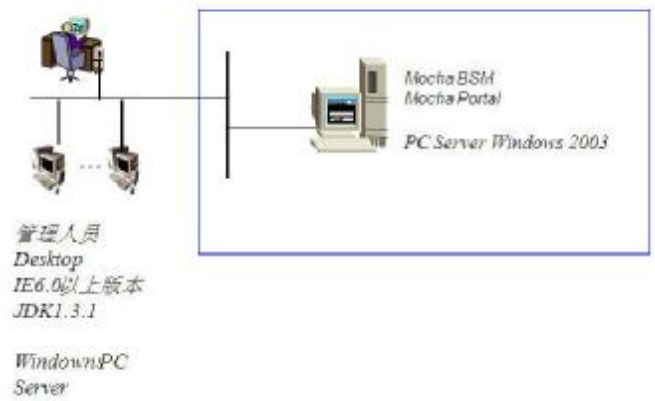 Mocha BSM
Mocha Portal
PC Server Windows 2003
管理人员
Desktop
IE6.0以上版本
JDK1.3.1
WindownsPC
Server